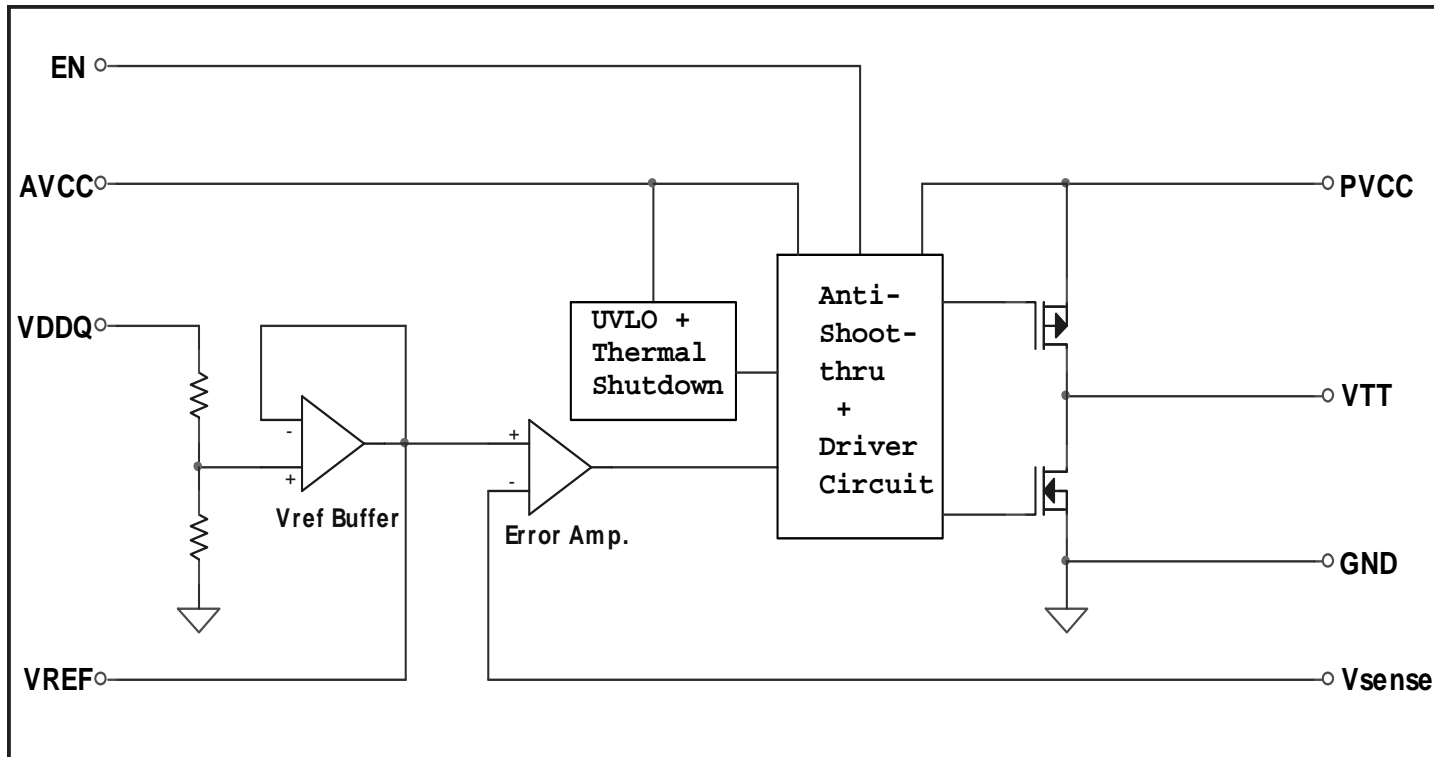 EN
AVCC
PVCC
UVLO +
Thermal
Shutdown
Anti-
Shoot-
thru
+
Driver
Circuit
VDDQ
-
+
Vref Buffer
+
-
Error Amp.
VTT
GND
VREF
Vsense